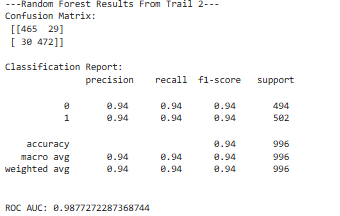 ---Random Forest Results From Trail 2---
Confusion Matrix:
[[465 29]
[ 30 472]]
Classification Report:
precision recall f1-score support
0 0.94 0.94 0.94 494
1 0.94 0.94 0.94 502
accuracy 0.94 996
macro avg 0.94 0.94 0.94 996
weighted avg 0.94 0.94 0.94 996
ROC AUC: 0.9877272287368744